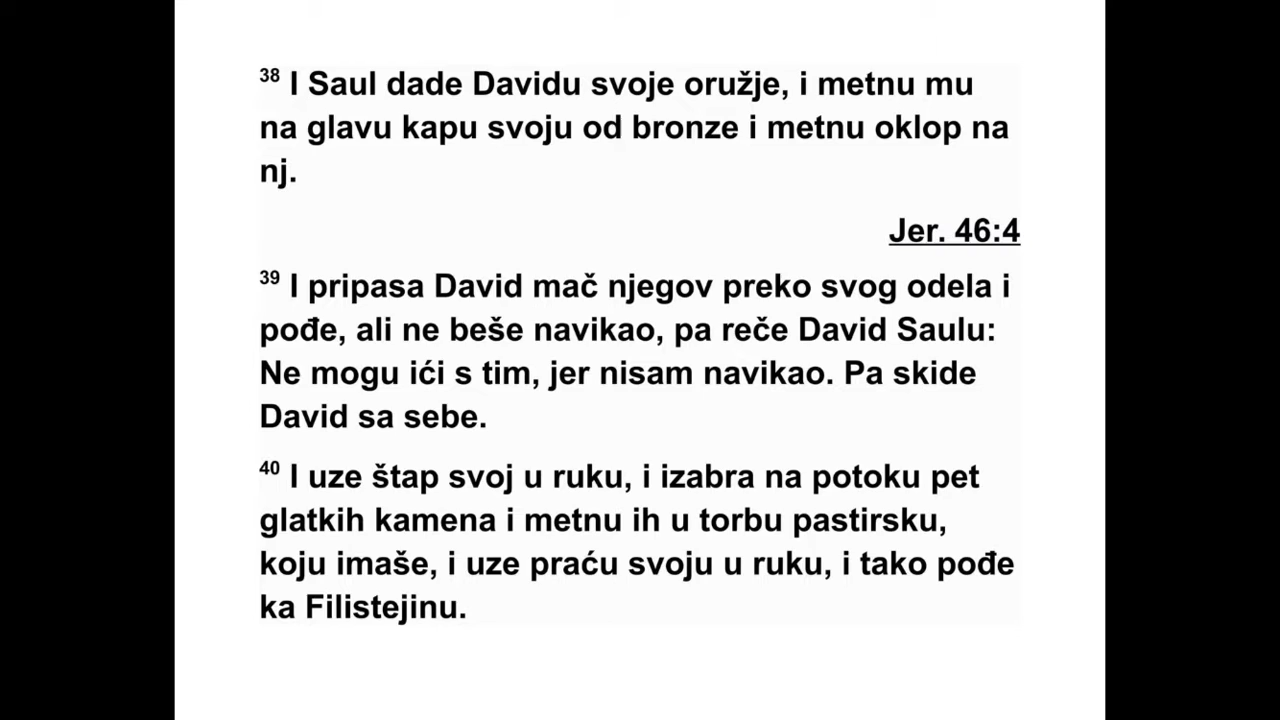 38 I Saul dade Davidu svoje oružje, i metnu mu
na glavu kapu svoju od bronze i metnu oklop na
nj.
Jer. 46:4
39 I pripasa David mač njegov preko svog odela i
pođe, ali ne beše navikao, pa reče David Saulu:
Ne mogu ići s tim, jer nisam navikao. Pa skide
David sa sebe.
40 I uze štap svoj u ruku, i izabra na potoku pet
glatkih kamena i metnu ih u torbu pastirsku,
koju imaše, i uze praću svoju u ruku, i tako pođe
ka Filistejinu.